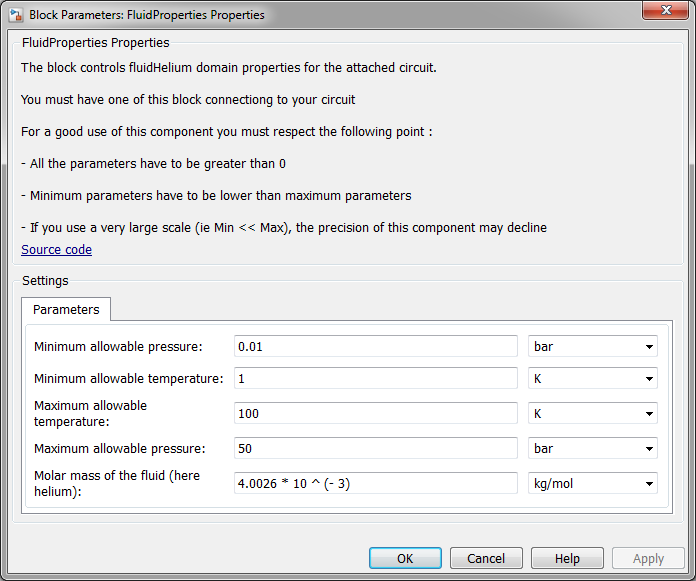 Block Parameters: FluidProperties Properties
FluidProperties Properties
The block controls fluidHelium domain properties for the attached circuit.
You must have one of this block connectiong to your circuit
For a good use of this component you must respect the following point :
- All the parameters have to be greater than 0
- Minimum parameters have to be lower than maximum parameters
- If you use a very large scale (ie Min << Max), the precision of this component may decline
Source code
Settings
Parameters
Minimum allowable pressure: 0.01 bar
Minimum allowable temperature: 1 K
Maximum allowable
temperature: 100 K
Maximum allowable pressure: 50 bar
Molar mass of the fluid (here
helium): 4.0026 * 10 ^ (- 3) kg/mol
OK Cancel Help Apply